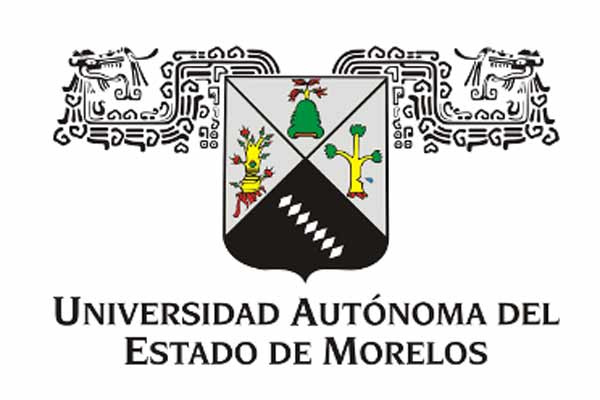 UNIVERSIDAD AUTÓNOMA DEL
ESTADO DE MORELOS